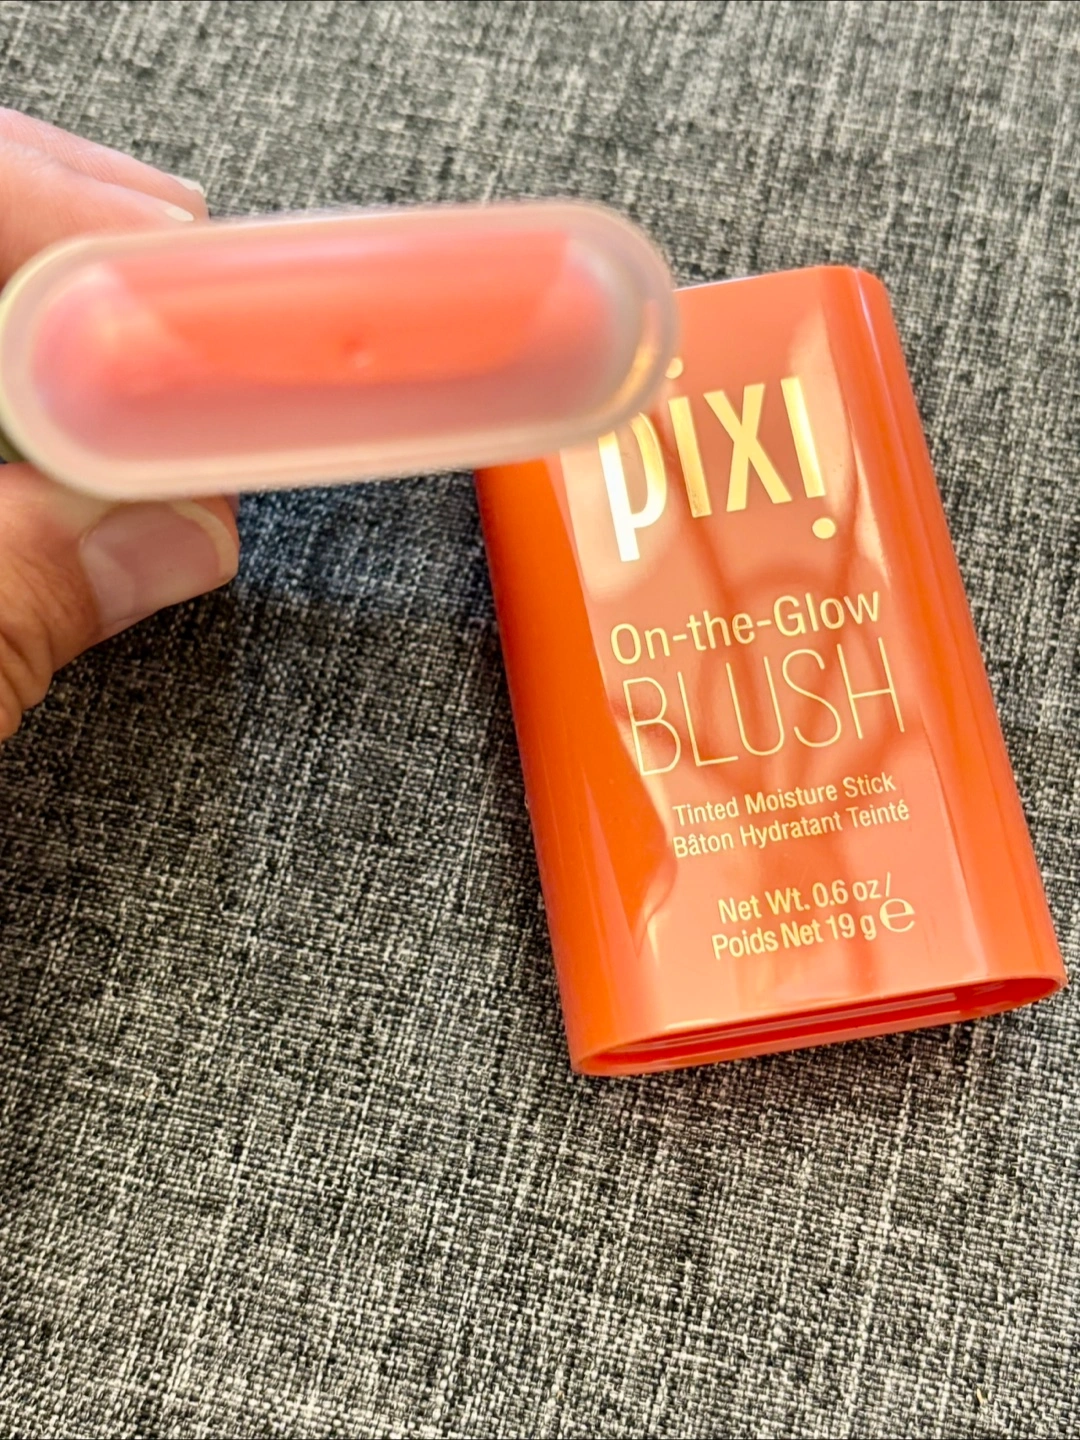 pixi
On-the-Glow
BLUSH
Tinted Moisture Stick
Bâton Hydratant Teinté
Net Wt. 0.6 oz /
Poids Net 19 g ℮